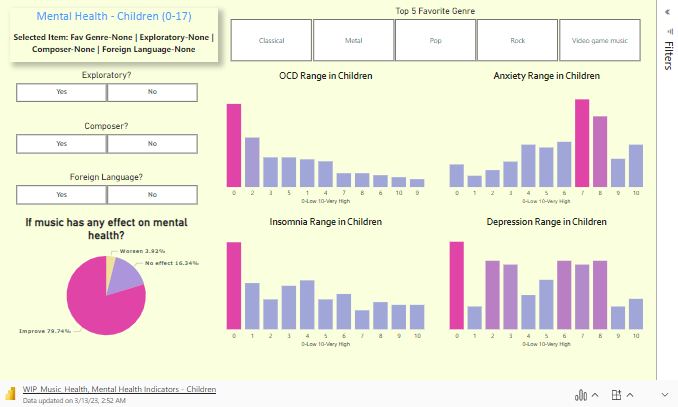 Mental Health - Children (0-17)
Selected Item: Fav Genre-None | Exploratory-None |
Composer-None | Foreign Language-None
Top 5 Favorite Genre
Classical
Metal
Pop
Rock
Video game music
Filters
Exploratory?
Yes
No
Composer?
Yes
No
Foreign Language?
Yes
No
OCD Range in Children
0 2 3 5 1 4 7 8 6 10 9
0-Low 10-Very High
Anxiety Range in Children
0 1 2 3 4 5 6 7 8 9 10
0-Low 10-Very High
If music has any effect on mental
health?
Worsen 3.92%
No effect 16.34%
Improve 79.74%
Insomnia Range in Children
0 1 2 3 4 5 6 7 8 9 10
0-Low 10-Very High
Depression Range in Children
0 1 2 3 4 5 6 7 8 9 10
0-Low 10-Very High
WIP_Music_Health, Mental Health Indicators - Children
Data updated on 3/13/23, 2:52 AM